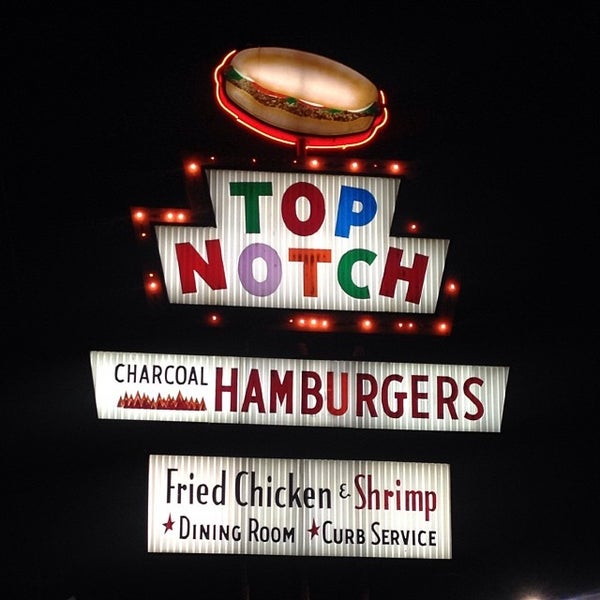 TOP
NOTCH
CHARCOAL HAMBURGERS
Fried Chicken & Shrimp
★ DINING ROOM ★ CURB SERVICE